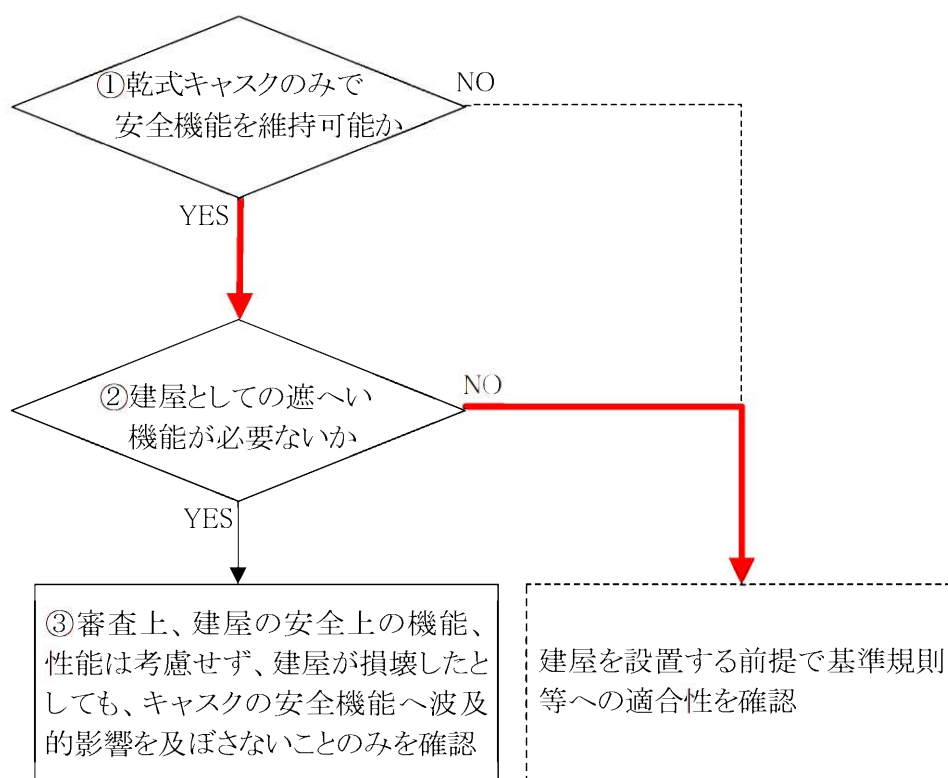 ①乾式キャスクのみで
安全機能を維持可能か
NO
YES
②建屋としての遮へい
機能が必要ないか
NO
YES
③審査上、建屋の安全上の機能、
性能は考慮せず、建屋が損壊したと
しても、キャスクの安全機能へ波及
的影響を及ぼさないことのみを確認
建屋を設置する前提で基準規則
等への適合性を確認